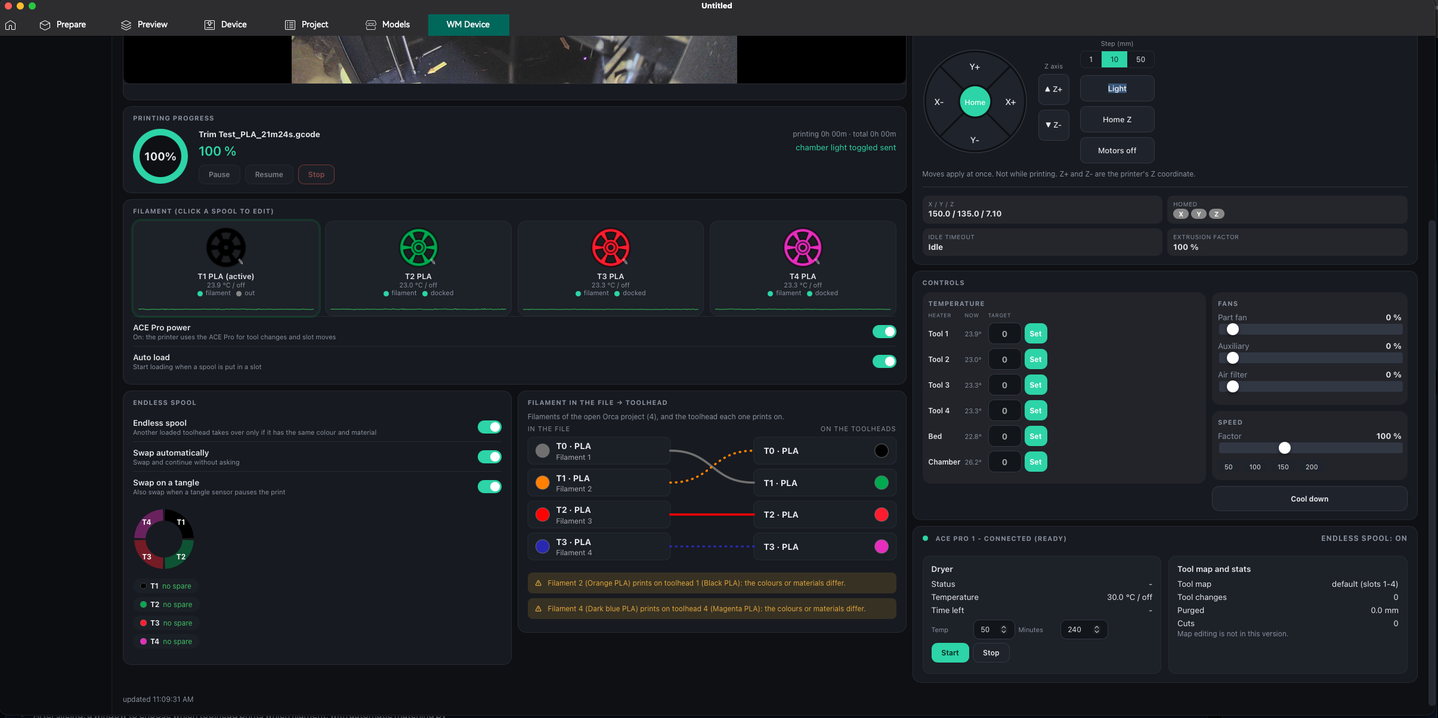 Untitled
Prepare
Preview
Device
Project
Models
WM Device
PRINTING PROGRESS
100%
Trim Test_PLA_21m24s.gcode
100 %
Pause
Resume
Stop
printing 0h 00m · total 0h 00m
chamber light toggled sent
FILAMENT (CLICK A SPOOL TO EDIT)
T1 PLA (active)
23.9 °C / off
filament out
T2 PLA
23.0 °C / off
filament docked
T3 PLA
23.3 °C / off
filament docked
T4 PLA
23.3 °C / off
filament docked
ACE Pro power
On: the printer uses the ACE Pro for tool changes and slot moves
Auto load
Start loading when a spool is put in a slot
ENDLESS SPOOL
Endless spool
Another loaded toolhead takes over only if it has the same colour and material
Swap automatically
Swap and continue without asking
Swap on a tangle
Also swap when a tangle sensor pauses the print
T4 T1
T3 T2
T1 no spare
T2 no spare
T3 no spare
T4 no spare
FILAMENT IN THE FILE → TOOLHEAD
Filaments of the open Orca project (4), and the toolhead each one prints on.
IN THE FILE
ON THE TOOLHEADS
T0 · PLA
Filament 1
T0 · PLA
T1 · PLA
Filament 2
T1 · PLA
T2 · PLA
Filament 3
T2 · PLA
T3 · PLA
Filament 4
T3 · PLA
⚠ Filament 2 (Orange PLA) prints on toolhead 1 (Black PLA): the colours or materials differ.
⚠ Filament 4 (Dark blue PLA) prints on toolhead 4 (Magenta PLA): the colours or materials differ.
updated 11:09:31 AM
Y+
X-
Home
X+
Y-
Z axis
▲ Z+
▼ Z-
Step (mm)
1 10 50
Light
Home Z
Motors off
Moves apply at once. Not while printing. Z+ and Z- are the printer's Z coordinate.
X / Y / Z
150.0 / 135.0 / 7.10
HOMED
X Y Z
IDLE TIMEOUT
Idle
EXTRUSION FACTOR
100 %
CONTROLS
TEMPERATURE
HEATER NOW TARGET
Tool 1 23.9° 0 Set
Tool 2 23.0° 0 Set
Tool 3 23.3° 0 Set
Tool 4 23.3° 0 Set
Bed 22.8° 0 Set
Chamber 26.2° 0 Set
FANS
Part fan 0 %
Auxiliary 0 %
Air filter 0 %
SPEED
Factor 100 %
50 100 150 200
Cool down
ACE PRO 1 - CONNECTED (READY)
ENDLESS SPOOL: ON
Dryer
Status -
Temperature 30.0 °C / off
Time left -
Temp 50 Minutes 240
Start
Stop
Tool map and stats
Tool map default (slots 1-4)
Tool changes 0
Purged 0.0 mm
Cuts 0
Map editing is not in this version.